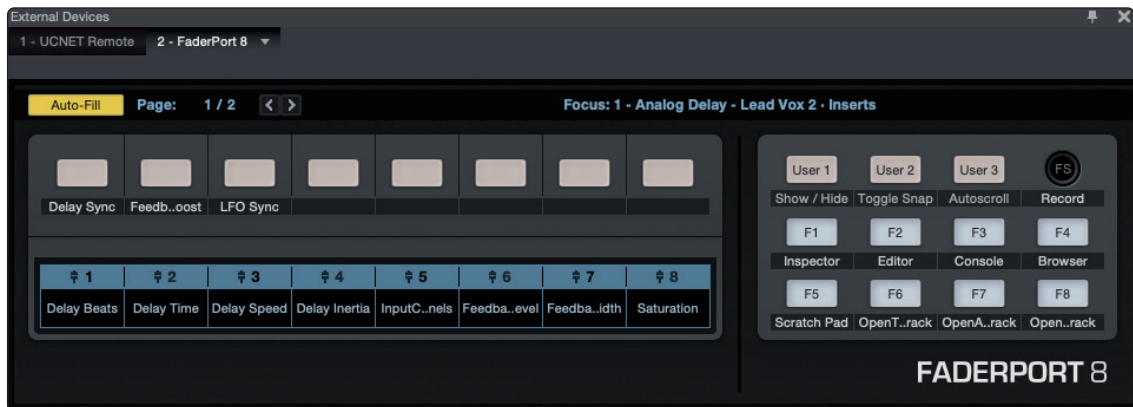 External Devices
1 - UCNET Remote 2 - FaderPort 8
Auto-Fill Page: 1 / 2 < > Focus: 1 - Analog Delay - Lead Vox 2 · Inserts
User 1 User 2 User 3 FS
Delay Sync Feedb..oost LFO Sync
Show / Hide Toggle Snap Autoscroll Record
F1 F2 F3 F4
Inspector Editor Console Browser
1 2 3 4 5 6 7 8
Delay Beats Delay Time Delay Speed Delay Inertia InputC..nels Feedba..evel Feedba..idth Saturation
F5 F6 F7 F8
Scratch Pad OpenT..rack OpenA..rack Open..rack
FADERPORT 8